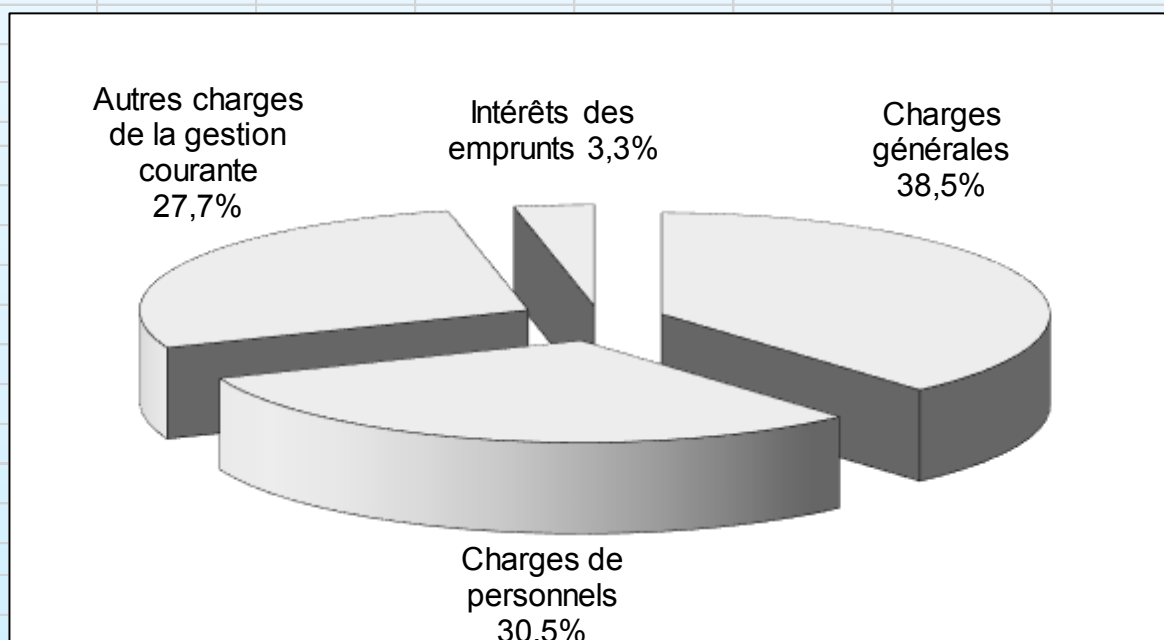 Autres charges
de la gestion
courante
27,7%
Intérêts des
emprunts 3,3%
Charges
générales
38,5%
Charges de
personnels
30,5%